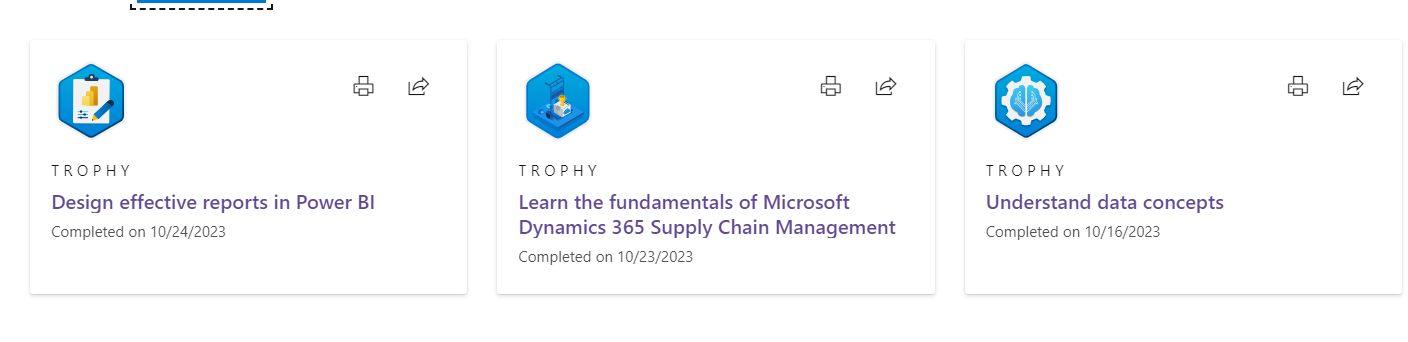 TROPHY
Design effective reports in Power BI
Completed on 10/24/2023
TROPHY
Learn the fundamentals of Microsoft
Dynamics 365 Supply Chain Management
Completed on 10/23/2023
TROPHY
Understand data concepts
Completed on 10/16/2023